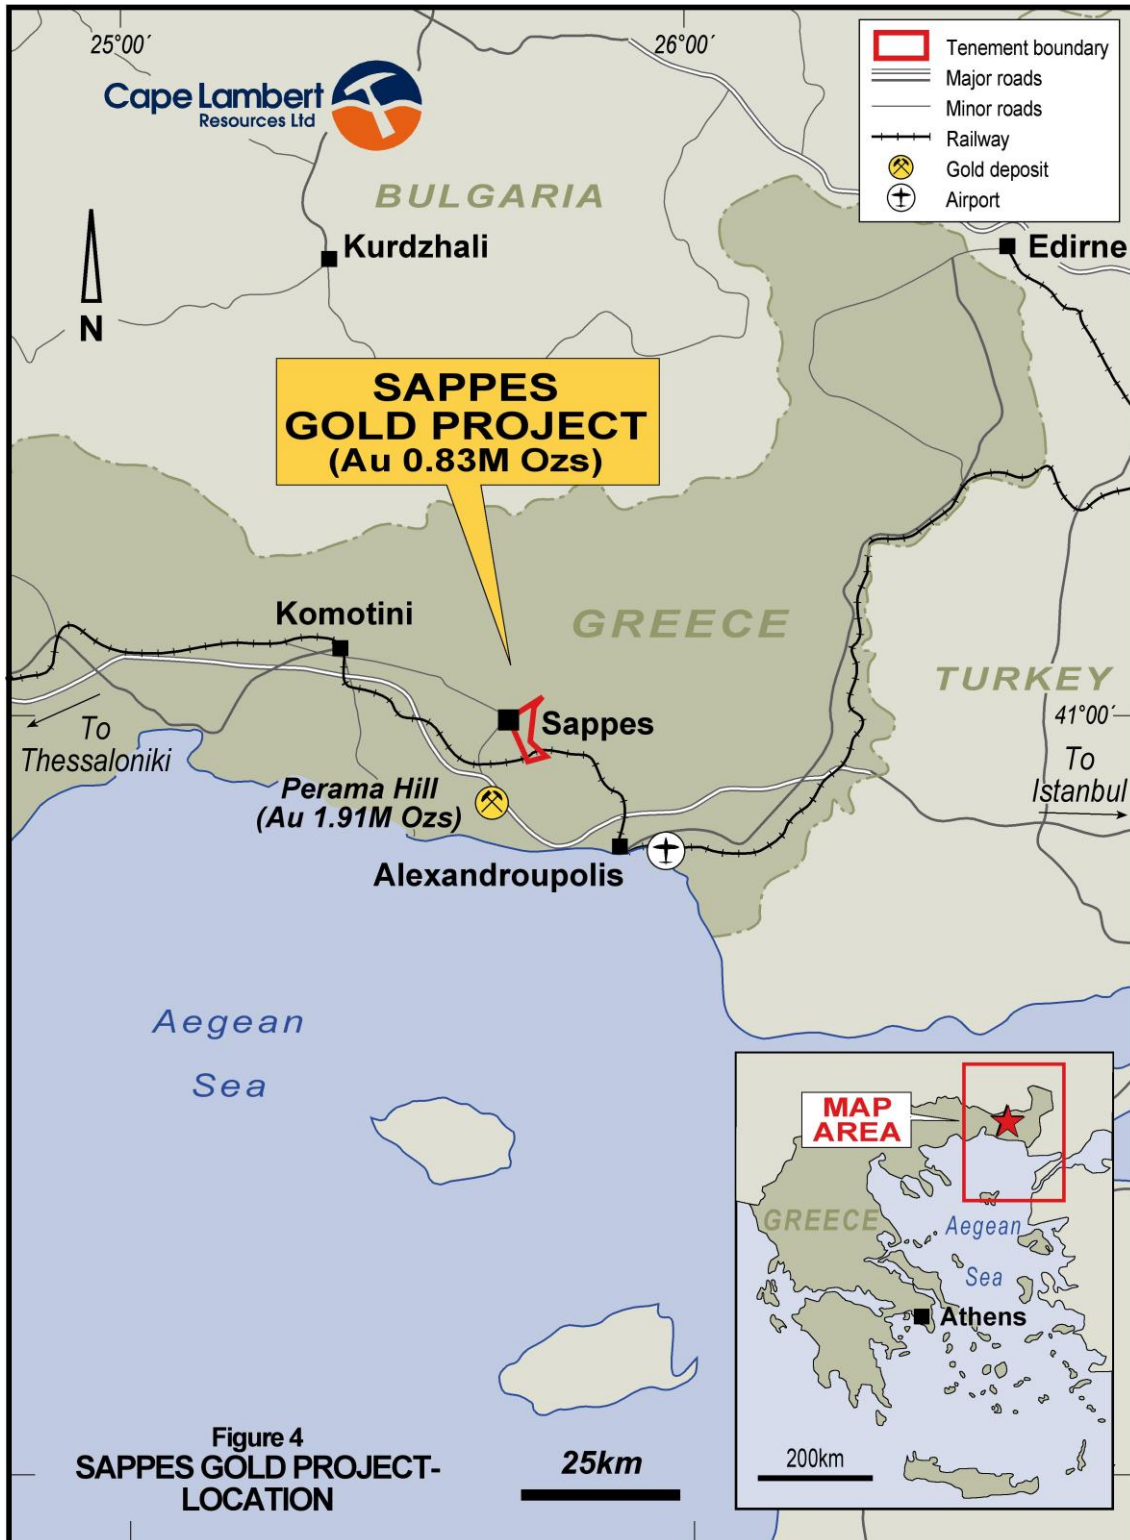 25°00´
26°00´
Cape Lambert
Resources Ltd
Tenement boundary
Major roads
Minor roads
Railway
Gold deposit
Airport
BULGARIA
Kurdzhali
Edirne
N
SAPPES
GOLD PROJECT
(Au 0.83M Ozs)
Komotini
GREECE
TURKEY
Sappes
41°00´
To
Thessaloniki
To
Istanbul
Perama Hill
(Au 1.91M Ozs)
Alexandroupolis
Aegean
Sea
MAP
AREA
GREECE
Aegean
Sea
Athens
200km
Figure 4
SAPPES GOLD PROJECT-
LOCATION
25km